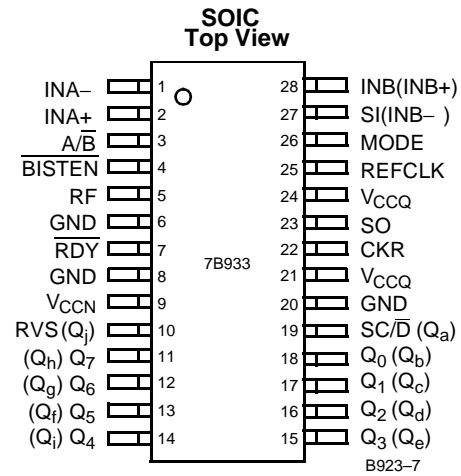 SOIC
Top View
INA− 1 28 INB(INB+)
INA+ 2 27 SI(INB− )
A/B̅ 3 26 MODE
B̅I̅S̅T̅E̅N̅ 4 25 REFCLK
RF 5 24 VCCQ
GND 6 23 SO
R̅D̅Y̅ 7 22 CKR
GND 8 21 VCCQ
VCCN 9 20 GND
RVS(Qj) 10 19 SC/D̅ (Qa)
(Qh) Q7 11 18 Q0 (Qb)
(Qg) Q6 12 17 Q1 (Qc)
(Qf) Q5 13 16 Q2 (Qd)
(Qi) Q4 14 15 Q3 (Qe)
7B933
B923–7